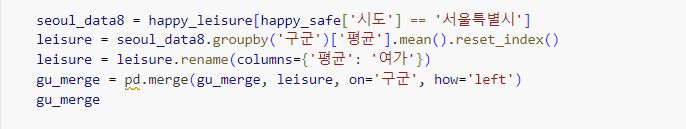 seoul_data8 = happy_leisure[happy_safe['시도'] == '서울특별시']
leisure = seoul_data8.groupby('구군')['평균'].mean().reset_index()
leisure = leisure.rename(columns={'평균': '여가'})
gu_merge = pd.merge(gu_merge, leisure, on='구군', how='left')
gu_merge